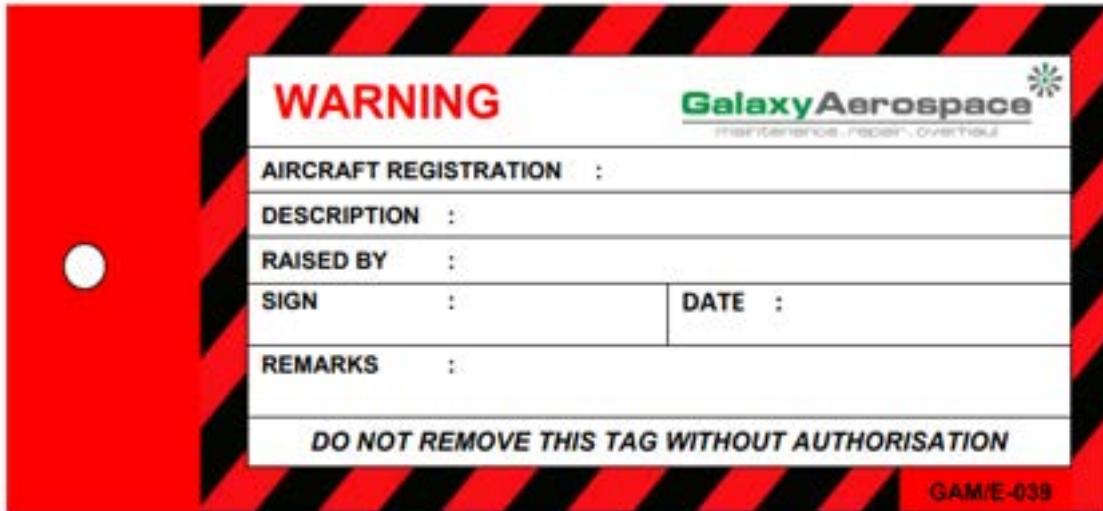 WARNING
GalaxyAerospace
maintenance . repair . overhaul
AIRCRAFT REGISTRATION :
DESCRIPTION :
RAISED BY :
SIGN :
DATE :
REMARKS :
DO NOT REMOVE THIS TAG WITHOUT AUTHORISATION
GAM/E-039